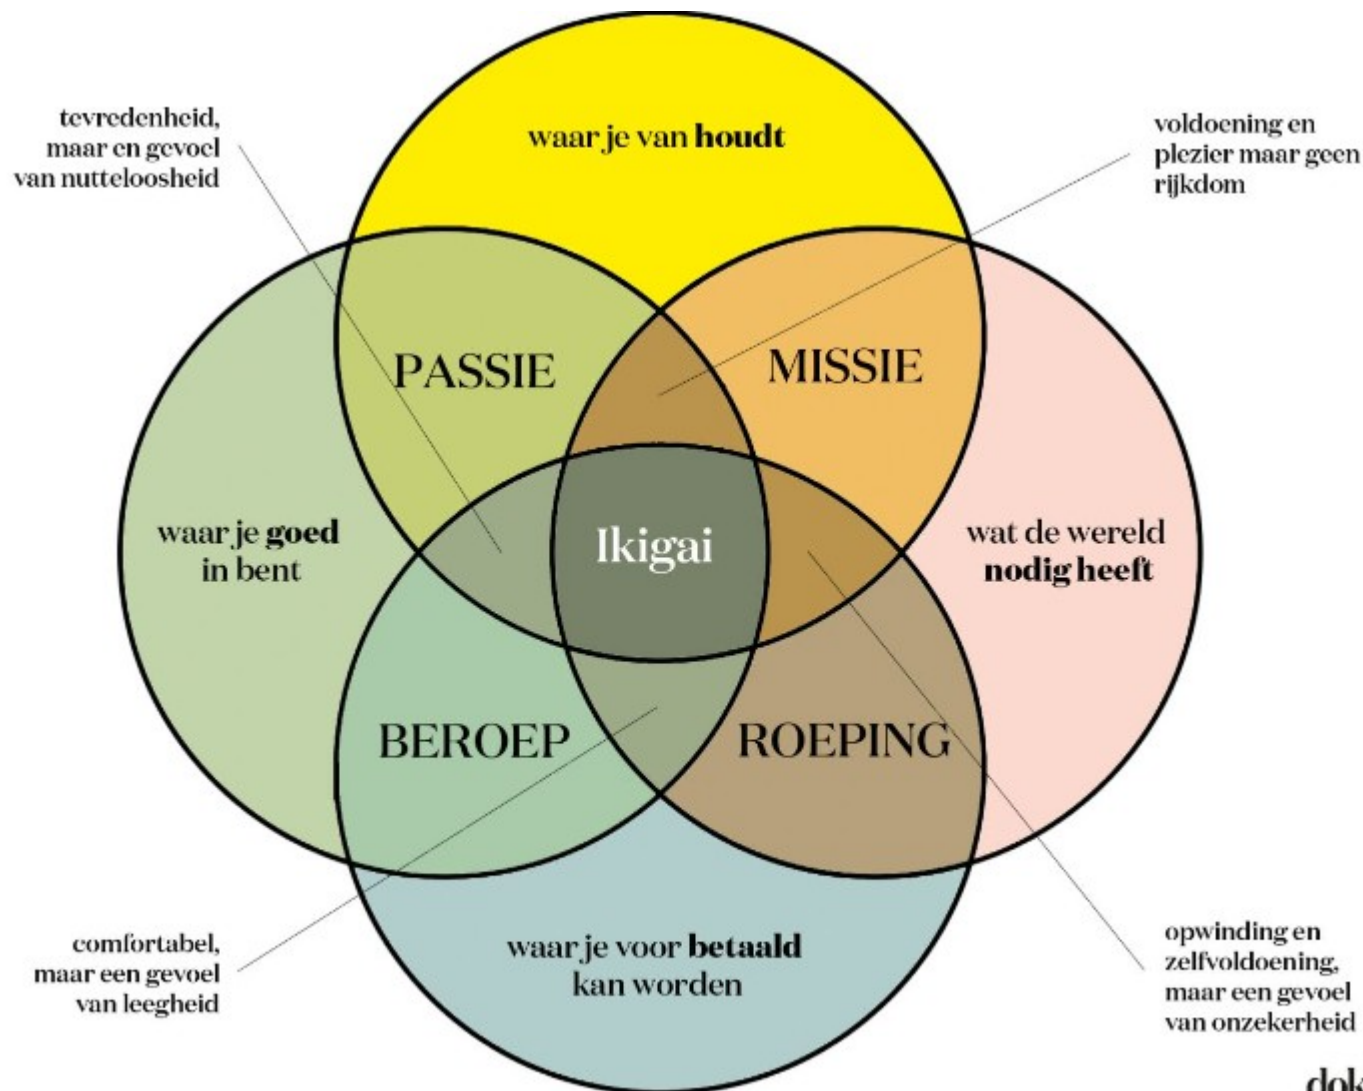 waar je van houdt
tevredenheid,
maar en gevoel
van nutteloosheid
voldoening en
plezier maar geen
rijkdom
PASSIE
MISSIE
waar je goed
in bent
Ikigai
wat de wereld
nodig heeft
BEROEP
ROEPING
comfortabel,
maar een gevoel
van leegheid
waar je voor betaald
kan worden
opwinding en
zelfvoldoening,
maar een gevoel
van onzekerheid